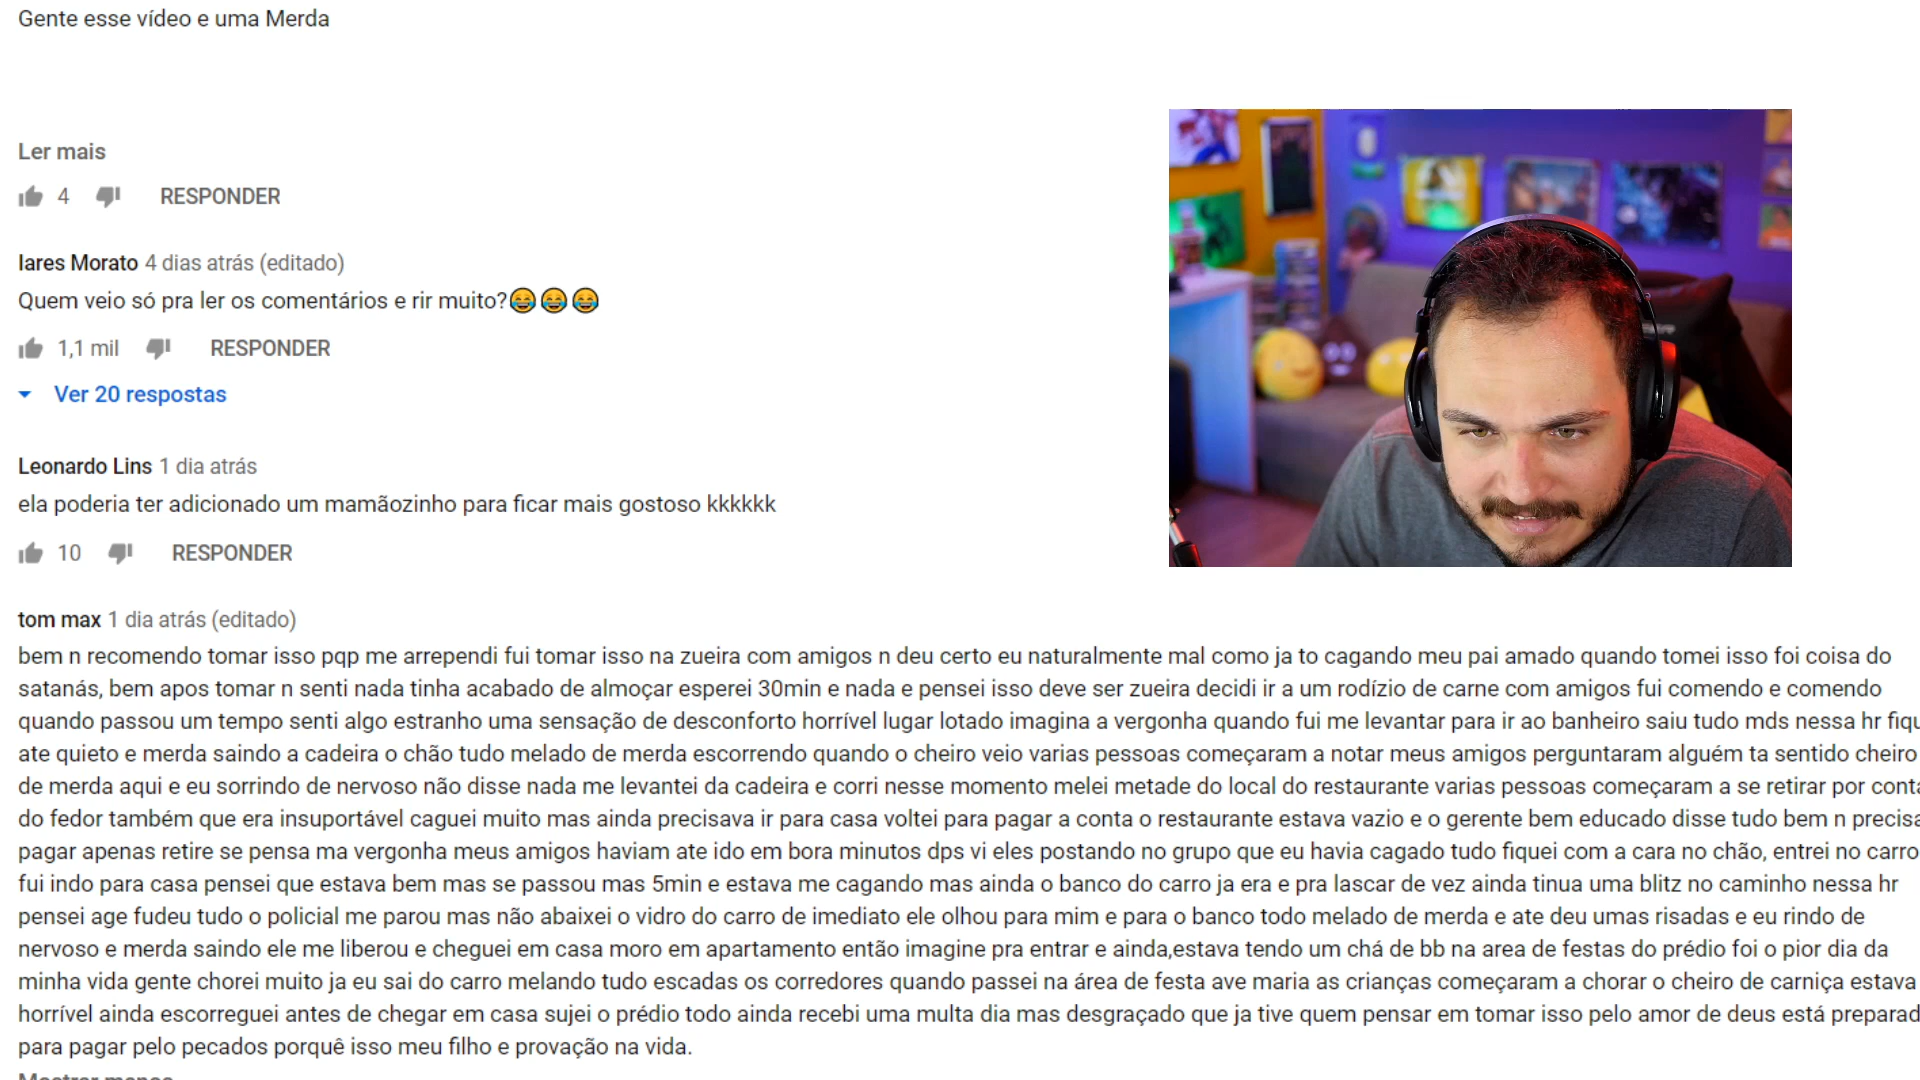 Gente esse vídeo e uma Merda
Ler mais
4 RESPONDER
Iares Morato 4 dias atrás (editado)
Quem veio só pra ler os comentários e rir muito?😂😂😂
1,1 mil RESPONDER
Ver 20 respostas
Leonardo Lins 1 dia atrás
ela poderia ter adicionado um mamãozinho para ficar mais gostoso kkkkkk
10 RESPONDER
tom max 1 dia atrás (editado)
bem n recomendo tomar isso pqp me arrependi fui tomar isso na zueira com amigos n deu certo eu naturalmente mal como ja to cagando meu pai amado quando tomei isso foi coisa do
satanás, bem apos tomar n senti nada tinha acabado de almoçar esperei 30min e nada e pensei isso deve ser zueira decidi ir a um rodízio de carne com amigos fui comendo e comendo
quando passou um tempo senti algo estranho uma sensação de desconforto horrível lugar lotado imagina a vergonha quando fui me levantar para ir ao banheiro saiu tudo mds nessa hr fiqu
ate quieto e merda saindo a cadeira o chão tudo melado de merda escorrendo quando o cheiro veio varias pessoas começaram a notar meus amigos perguntaram alguém ta sentido cheiro
de merda aqui e eu sorrindo de nervoso não disse nada me levantei da cadeira e corri nesse momento melei metade do local do restaurante varias pessoas começaram a se retirar por conta
do fedor também que era insuportável caguei muito mas ainda precisava ir para casa voltei para pagar a conta o restaurante estava vazio e o gerente bem educado disse tudo bem n precisa
pagar apenas retire se pensa ma vergonha meus amigos haviam ate ido em bora minutos dps vi eles postando no grupo que eu havia cagado tudo fiquei com a cara no chão, entrei no carro
fui indo para casa pensei que estava bem mas se passou mas 5min e estava me cagando mas ainda o banco do carro ja era e pra lascar de vez ainda tinua uma blitz no caminho nessa hr
pensei age fudeu tudo o policial me parou mas não abaixei o vidro do carro de imediato ele olhou para mim e para o banco todo melado de merda e ate deu umas risadas e eu rindo de
nervoso e merda saindo ele me liberou e cheguei em casa moro em apartamento então imagine pra entrar e ainda,estava tendo um chá de bb na area de festas do prédio foi o pior dia da
minha vida gente chorei muito ja eu sai do carro melando tudo escadas os corredores quando passei na área de festa ave maria as crianças começaram a chorar o cheiro de carniça estava
horrível ainda escorreguei antes de chegar em casa sujei o prédio todo ainda recebi uma multa dia mas desgraçado que ja tive quem pensar em tomar isso pelo amor de deus está preparad
para pagar pelo pecados porquê isso meu filho e provação na vida.
Mostrar menos